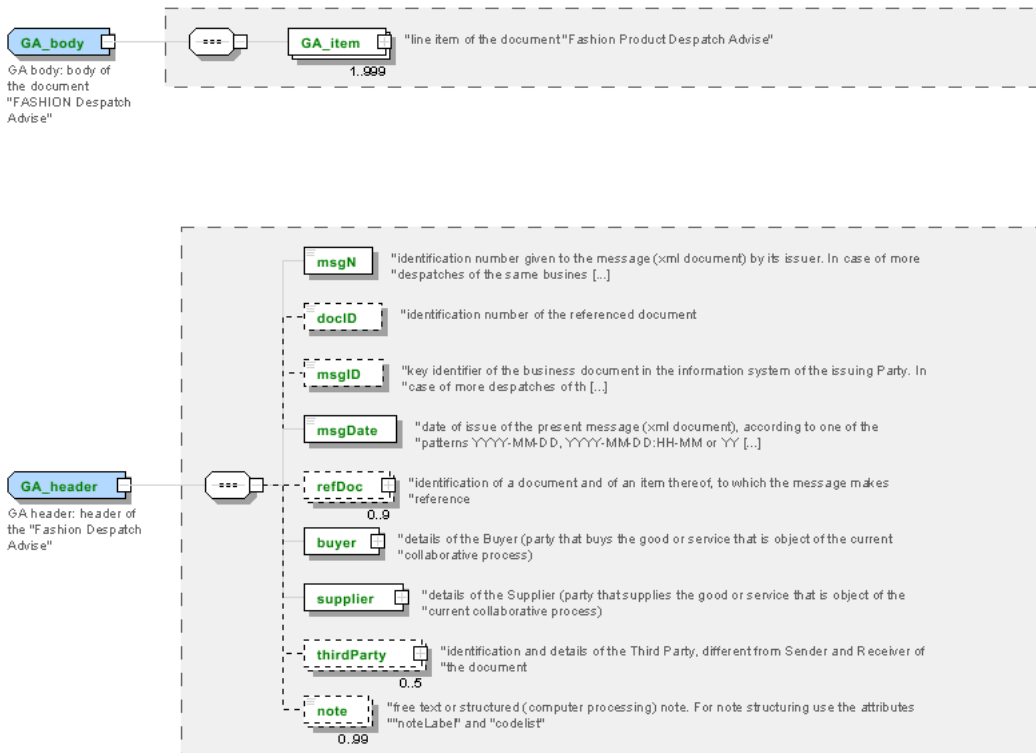 GA_body
GA_item
"line item of the document "Fashion Product Despatch Advise"
1..999
GA body: body of
the document
"FASHION Despatch
Advise"
msgN
"identification number given to the message (xml document) by its issuer. In case of more
"despatches of the same busines [...]
docID
"identification number of the referenced document
msgID
"key identifier of the business document in the information system of the issuing Party. In
"case of more despatches of th [...]
msgDate
"date of issue of the present message (xml document), according to one of the
"patterns YYYY-MM-DD, YYYY-MM-DD:HH-MM or YY [...]
GA_header
GA header: header of
the "Fashion Despatch
Advise"
refDoc
"identification of a document and of an item thereof, to which the message makes
"reference
0..9
buyer
"details of the Buyer (party that buys the good or service that is object of the current
"collaborative process)
supplier
"details of the Supplier (party that supplies the good or service that is object of the
"current collaborative process)
thirdParty
"identification and details of the Third Party, different from Sender and Receiver of
"the document
0..5
note
"free text or structured (computer processing) note. For note structuring use the attributes
""noteLabel" and "codelist"
0..99